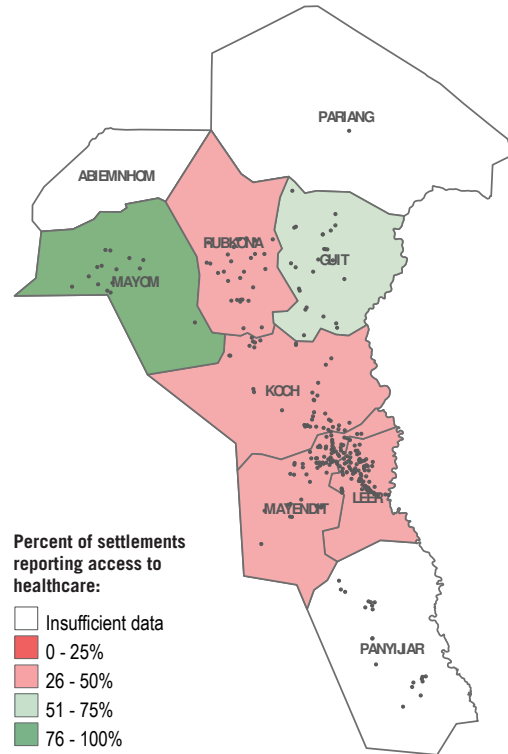 PARIANG
ABIEMNHOM
RUBKONA
GUIT
MAYOM
KOCH
LEER
MAYENDIT
PANYIJIAR
Percent of settlements
reporting access to
healthcare:
Insufficient data
0 - 25%
26 - 50%
51 - 75%
76 - 100%